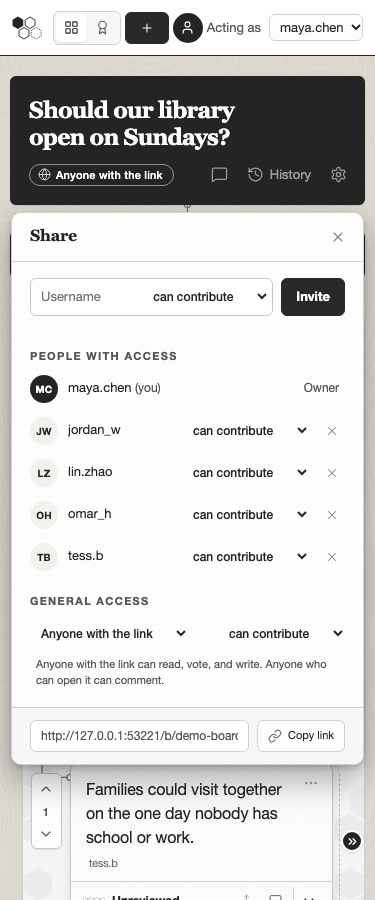 Acting as
maya.chen
Should our library
open on Sundays?
Anyone with the link
History
Share
Username
can contribute
Invite
PEOPLE WITH ACCESS
MC
maya.chen (you)
Owner
JW
jordan_w
can contribute
LZ
lin.zhao
can contribute
OH
omar_h
can contribute
TB
tess.b
can contribute
GENERAL ACCESS
Anyone with the link
can contribute
Anyone with the link can read, vote, and write. Anyone who
can open it can comment.
http://127.0.0.1:53221/b/demo-board
Copy link
1
Families could visit together
on the one day nobody has
school or work.
tess.b
Unreviewed